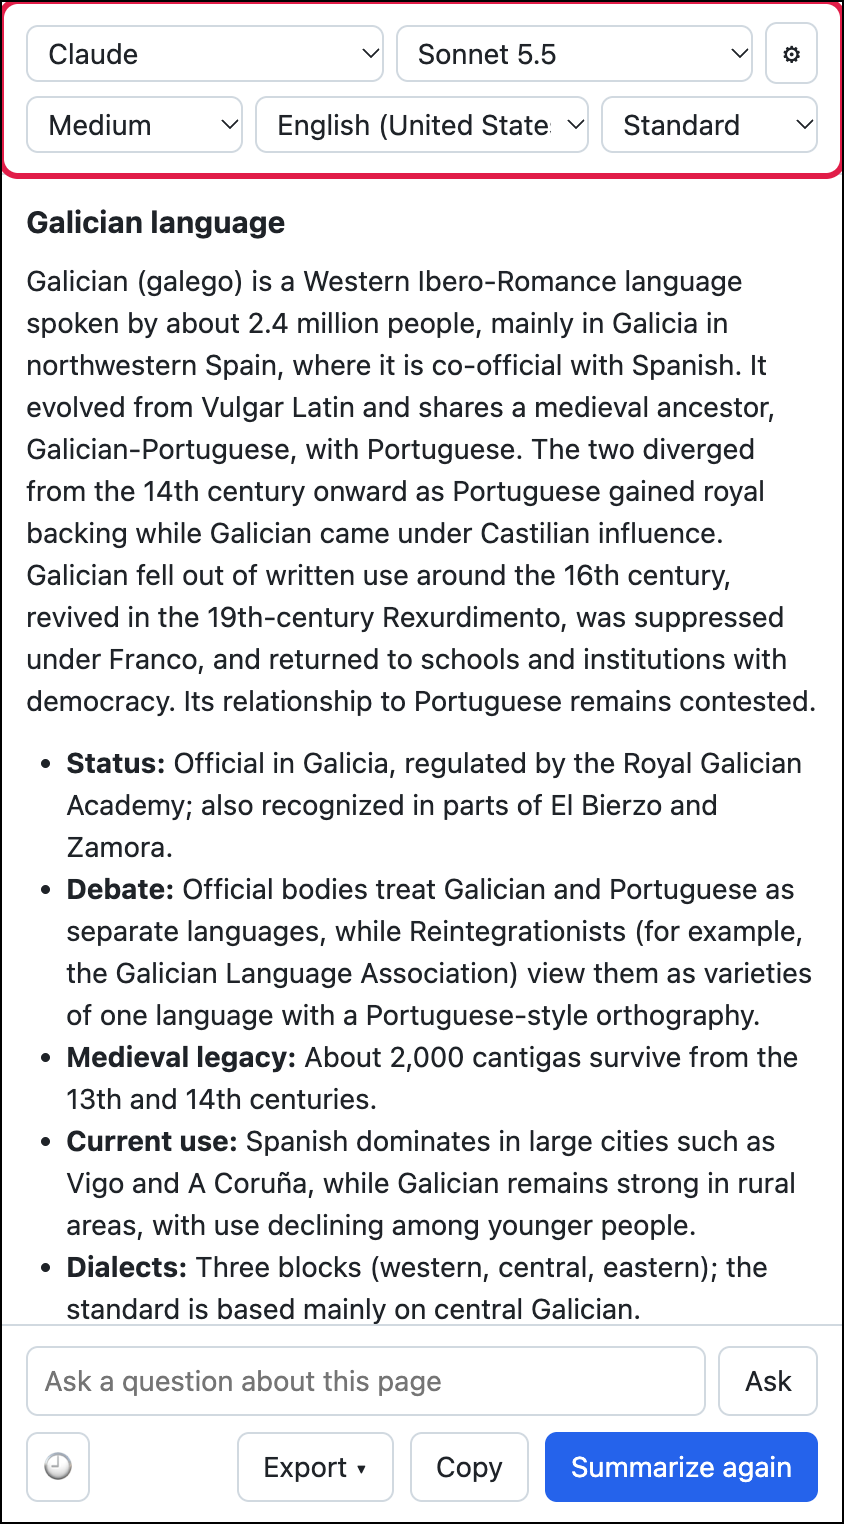 Claude
Sonnet 5.5
Medium
English (United State
Standard
Galician language
Galician (galego) is a Western Ibero-Romance language
spoken by about 2.4 million people, mainly in Galicia in
northwestern Spain, where it is co-official with Spanish. It
evolved from Vulgar Latin and shares a medieval ancestor,
Galician-Portuguese, with Portuguese. The two diverged
from the 14th century onward as Portuguese gained royal
backing while Galician came under Castilian influence.
Galician fell out of written use around the 16th century,
revived in the 19th-century Rexurdimento, was suppressed
under Franco, and returned to schools and institutions with
democracy. Its relationship to Portuguese remains contested.
• Status: Official in Galicia, regulated by the Royal Galician
Academy; also recognized in parts of El Bierzo and
Zamora.
• Debate: Official bodies treat Galician and Portuguese as
separate languages, while Reintegrationists (for example,
the Galician Language Association) view them as varieties
of one language with a Portuguese-style orthography.
• Medieval legacy: About 2,000 cantigas survive from the
13th and 14th centuries.
• Current use: Spanish dominates in large cities such as
Vigo and A Coruña, while Galician remains strong in rural
areas, with use declining among younger people.
• Dialects: Three blocks (western, central, eastern); the
standard is based mainly on central Galician.
Ask a question about this page
Ask
Export ▾
Copy
Summarize again